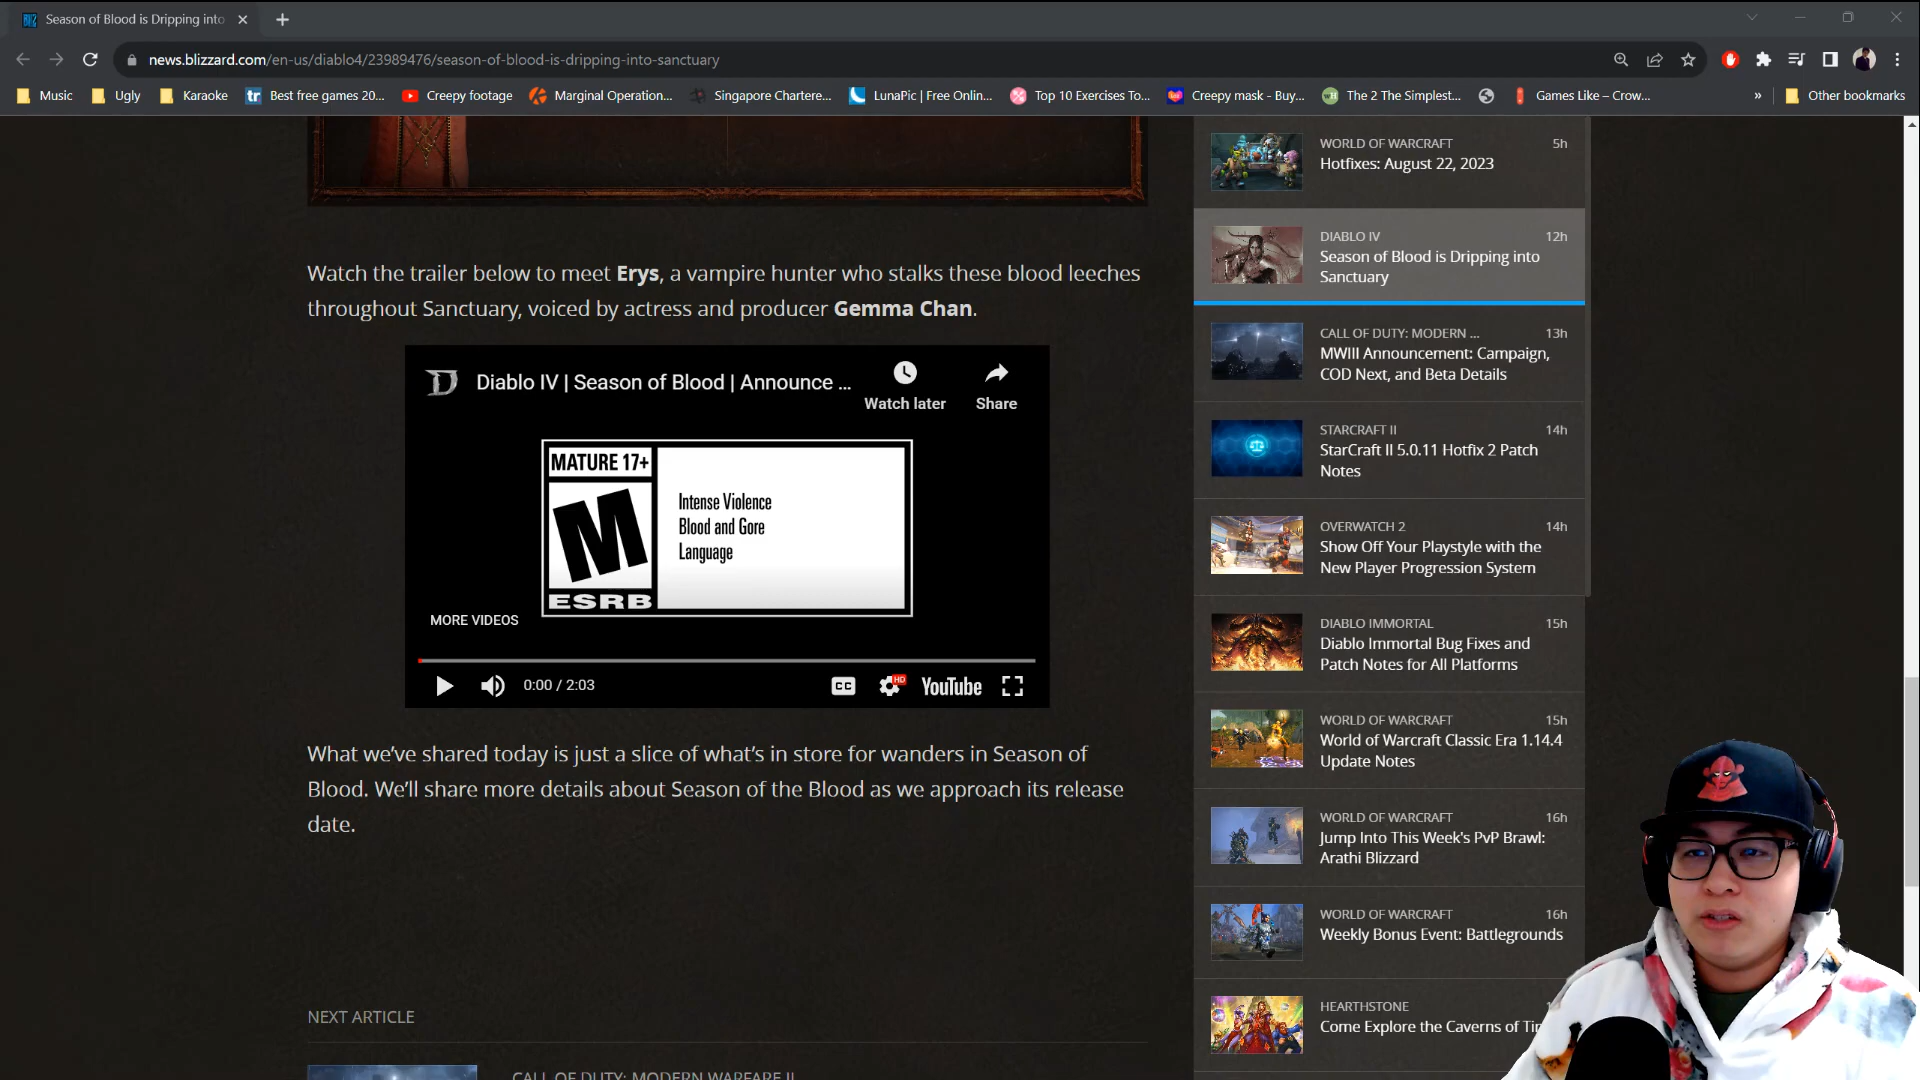 Season of Blood is Dripping into
news.blizzard.com/en-us/diablo4/23989476/season-of-blood-is-dripping-into-sanctuary
Music
Ugly
Karaoke
tr
Best free games 20...
Creepy footage
Marginal Operation...
Singapore Chartere...
LunaPic | Free Onlin...
Top 10 Exercises To...
Creepy mask - Buy...
The 2 The Simplest...
Games Like – Crow...
»
Other bookmarks
Watch the trailer below to meet Erys, a vampire hunter who stalks these blood leeches
throughout Sanctuary, voiced by actress and producer Gemma Chan.
Diablo IV | Season of Blood | Announce ...
Watch later
Share
MATURE 17+
M
ESRB
Intense Violence
Blood and Gore
Language
MORE VIDEOS
0:00 / 2:03
CC
HD
YouTube
What we’ve shared today is just a slice of what’s in store for wanders in Season of
Blood. We’ll share more details about Season of the Blood as we approach its release
date.
NEXT ARTICLE
CALL OF DUTY: MODERN WARFARE II
WORLD OF WARCRAFT 5h
Hotfixes: August 22, 2023
DIABLO IV 12h
Season of Blood is Dripping into
Sanctuary
CALL OF DUTY: MODERN ... 13h
MWIII Announcement: Campaign,
COD Next, and Beta Details
STARCRAFT II 14h
StarCraft II 5.0.11 Hotfix 2 Patch
Notes
OVERWATCH 2 14h
Show Off Your Playstyle with the
New Player Progression System
DIABLO IMMORTAL 15h
Diablo Immortal Bug Fixes and
Patch Notes for All Platforms
WORLD OF WARCRAFT 15h
World of Warcraft Classic Era 1.14.4
Update Notes
WORLD OF WARCRAFT 16h
Jump Into This Week's PvP Brawl:
Arathi Blizzard
WORLD OF WARCRAFT 16h
Weekly Bonus Event: Battlegrounds
HEARTHSTONE
Come Explore the Caverns of